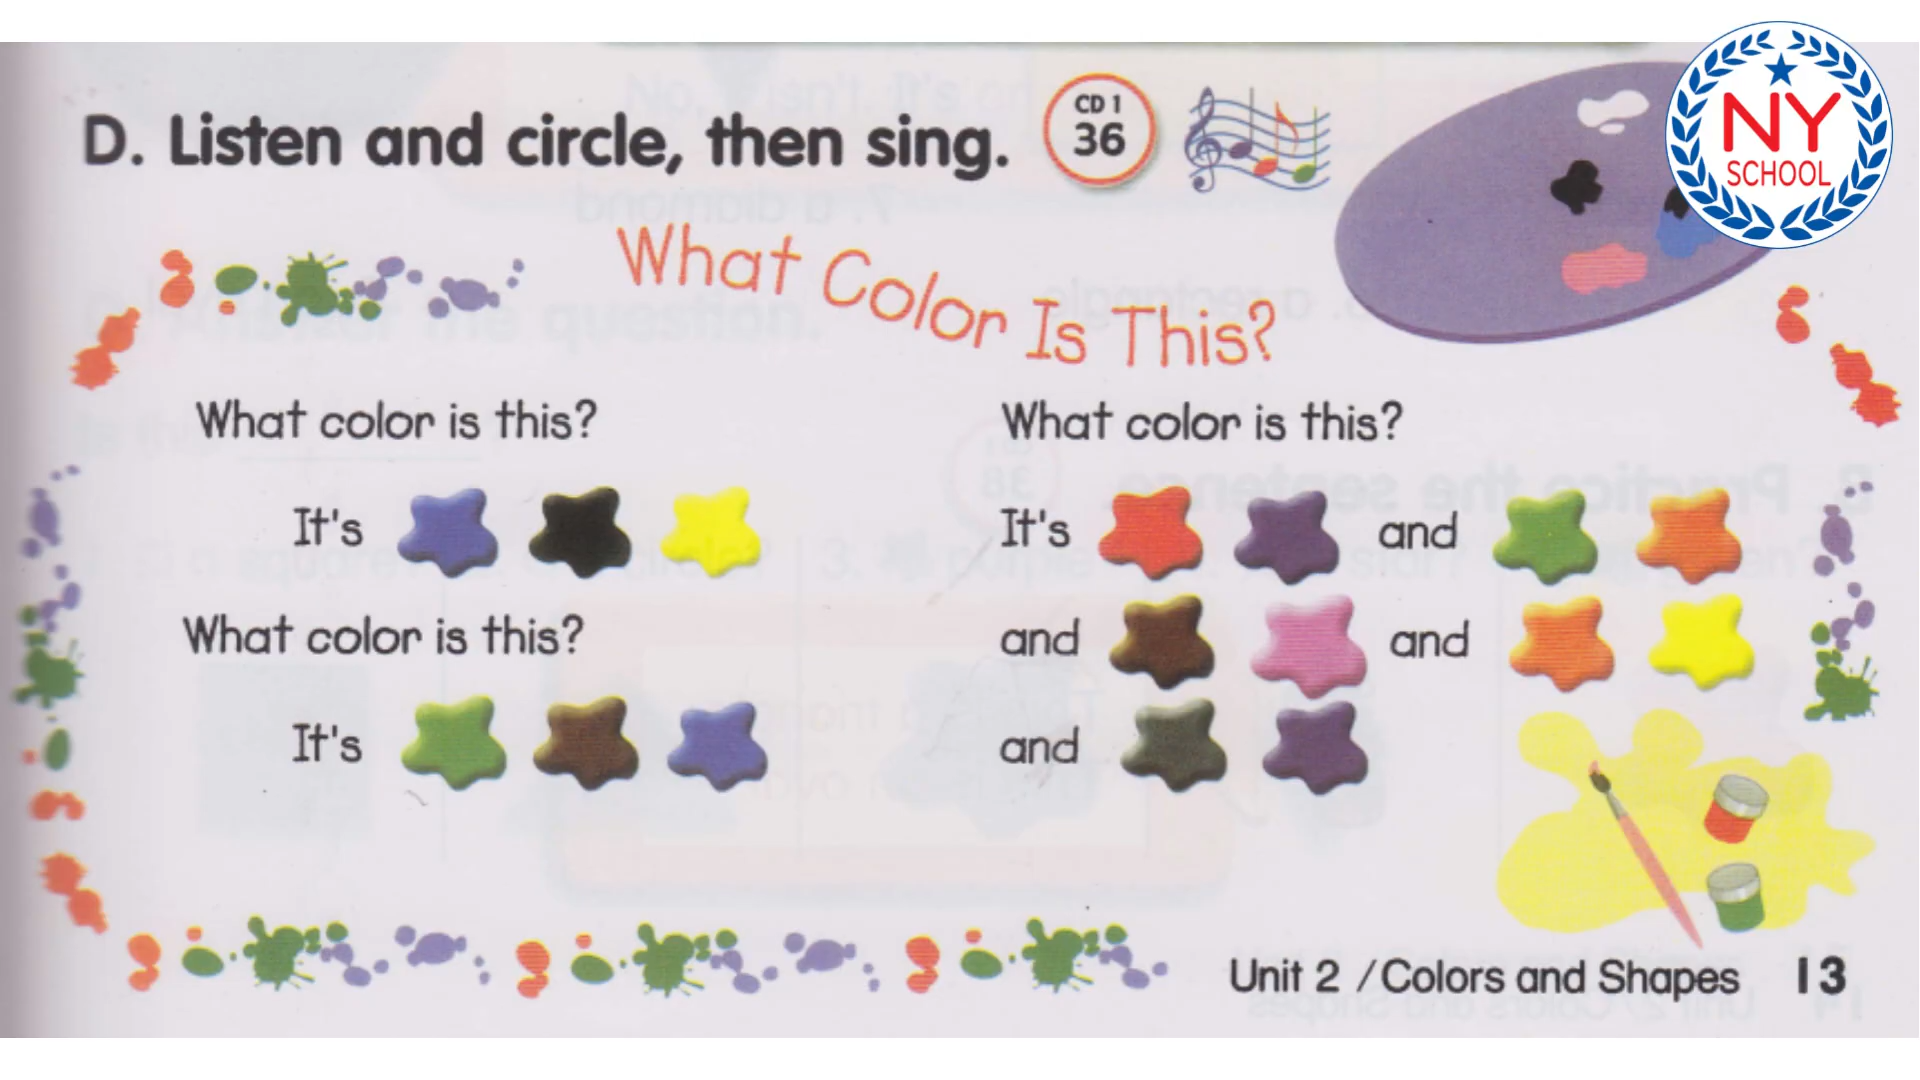 D. Listen and circle, then sing.
CD 1
36
NY
SCHOOL
What Color Is This?
What color is this?
It's
What color is this?
It's
What color is this?
It's and
and and
and
Unit 2 / Colors and Shapes 13